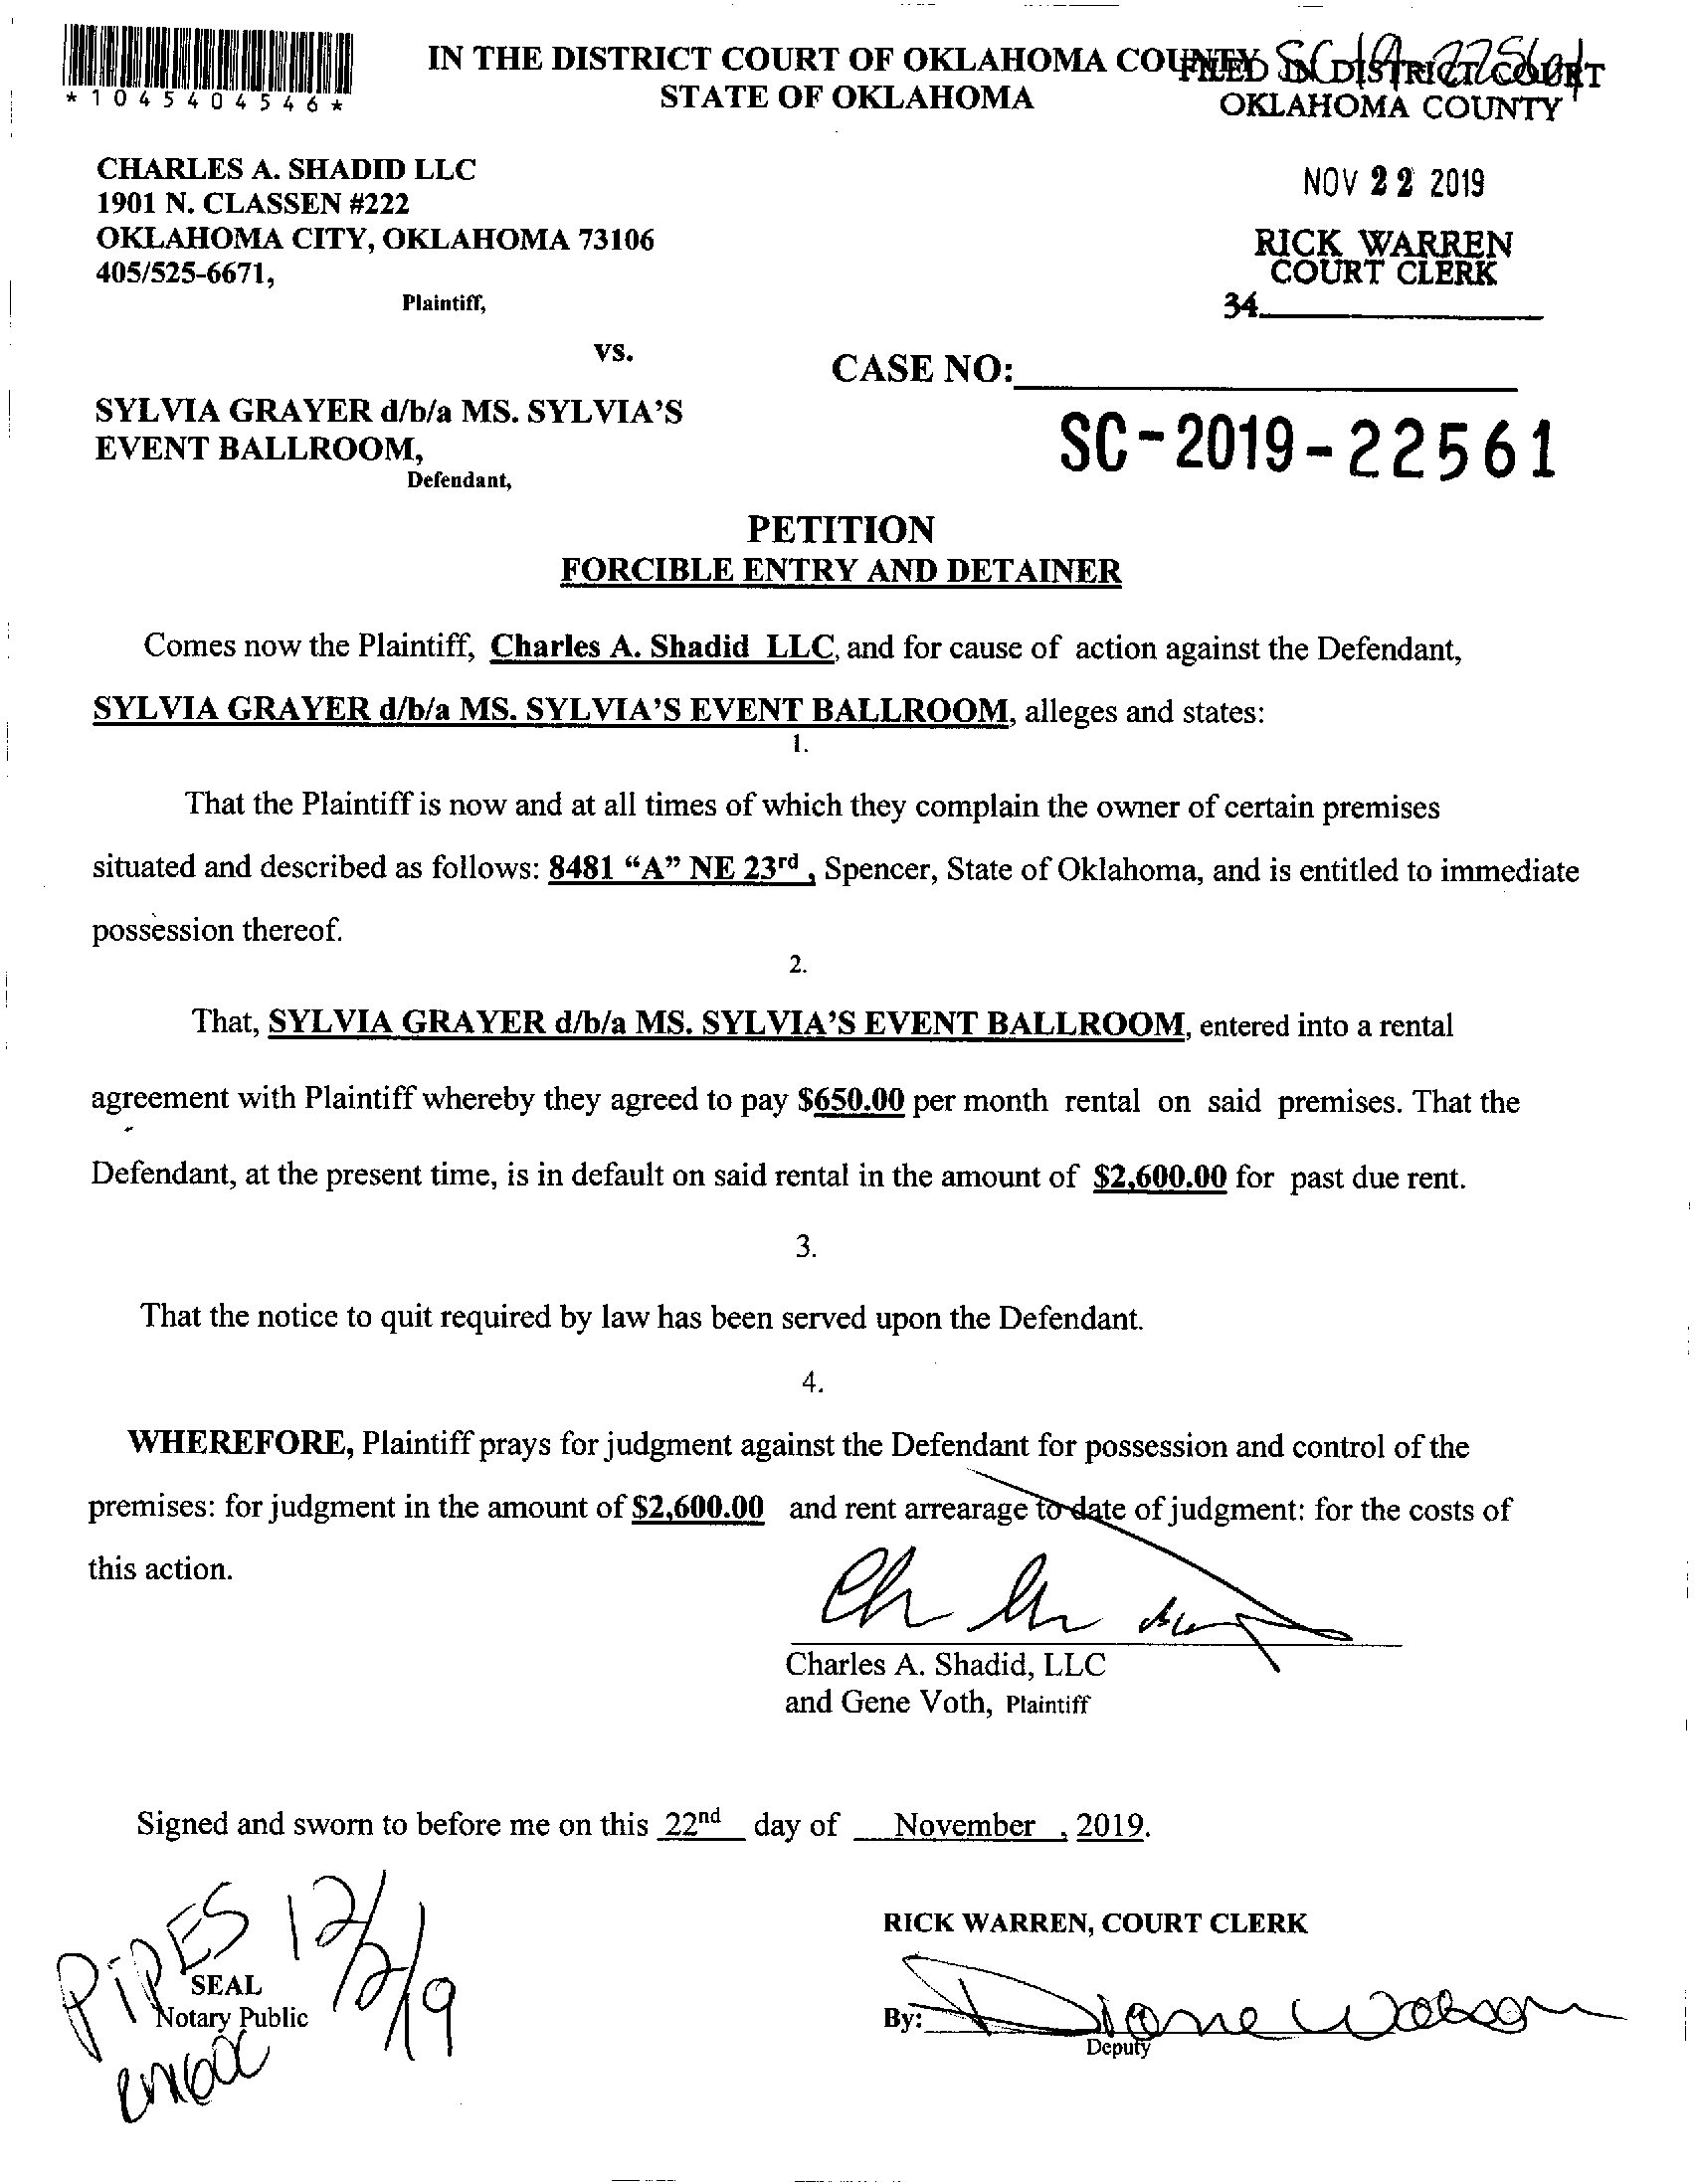 *1045404546*
IN THE DISTRICT COURT OF OKLAHOMA COUNTY
STATE OF OKLAHOMA
FILED IN DISTRICT COURT
OKLAHOMA COUNTY
NOV 22 2019
RICK WARREN
COURT CLERK
34
CHARLES A. SHADID LLC
1901 N. CLASSEN #222
OKLAHOMA CITY, OKLAHOMA 73106
405/525-6671,
Plaintiff,
vs.
CASE NO:
SC-2019-22561
SYLVIA GRAYER d/b/a MS. SYLVIA'S
EVENT BALLROOM,
Defendant,
PETITION
FORCIBLE ENTRY AND DETAINER
Comes now the Plaintiff, Charles A. Shadid LLC, and for cause of action against the Defendant,
SYLVIA GRAYER d/b/a MS. SYLVIA'S EVENT BALLROOM, alleges and states:
1.
That the Plaintiff is now and at all times of which they complain the owner of certain premises
situated and described as follows: 8481 "A" NE 23rd , Spencer, State of Oklahoma, and is entitled to immediate
possession thereof.
2.
That, SYLVIA GRAYER d/b/a MS. SYLVIA'S EVENT BALLROOM, entered into a rental
agreement with Plaintiff whereby they agreed to pay $650.00 per month rental on said premises. That the
Defendant, at the present time, is in default on said rental in the amount of $2,600.00 for past due rent.
3.
That the notice to quit required by law has been served upon the Defendant.
4.
WHEREFORE, Plaintiff prays for judgment against the Defendant for possession and control of the
premises: for judgment in the amount of $2,600.00 and rent arrearage to date of judgment: for the costs of
this action.
Charles A. Shadid, LLC
and Gene Voth, Plaintiff
Signed and sworn to before me on this 22nd day of November , 2019.
PIPES 12/2/19
SEAL
Notary Public
RICK WARREN, COURT CLERK
By: Diane Watson
Deputy